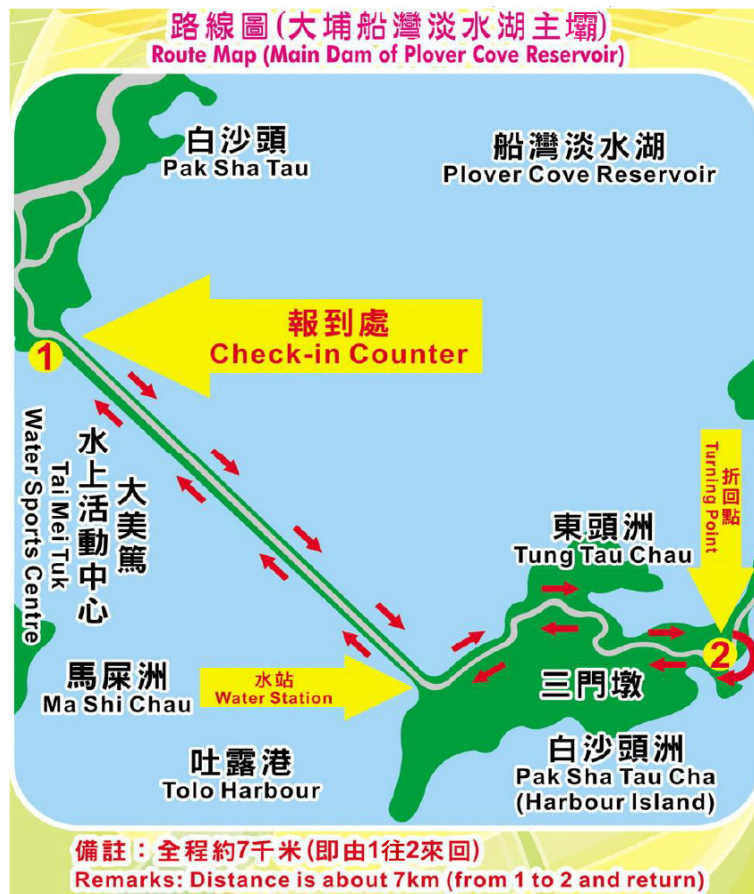 路線圖(大埔船灣淡水湖主壩)
Route Map (Main Dam of Plover Cove Reservoir)
白沙頭
Pak Sha Tau
船灣淡水湖
Plover Cove Reservoir
報到處
Check-in Counter
1
大美篤
水上活動中心
Tai Mei Tuk
Water Sports Centre
折回點
Turning Point
東頭洲
Tung Tau Chau
2
馬屎洲
Ma Shi Chau
水站
Water Station
三門墩
吐露港
Tolo Harbour
白沙頭洲
Pak Sha Tau Cha
(Harbour Island)
備註：全程約7千米(即由1往2來回)
Remarks: Distance is about 7km (from 1 to 2 and return)